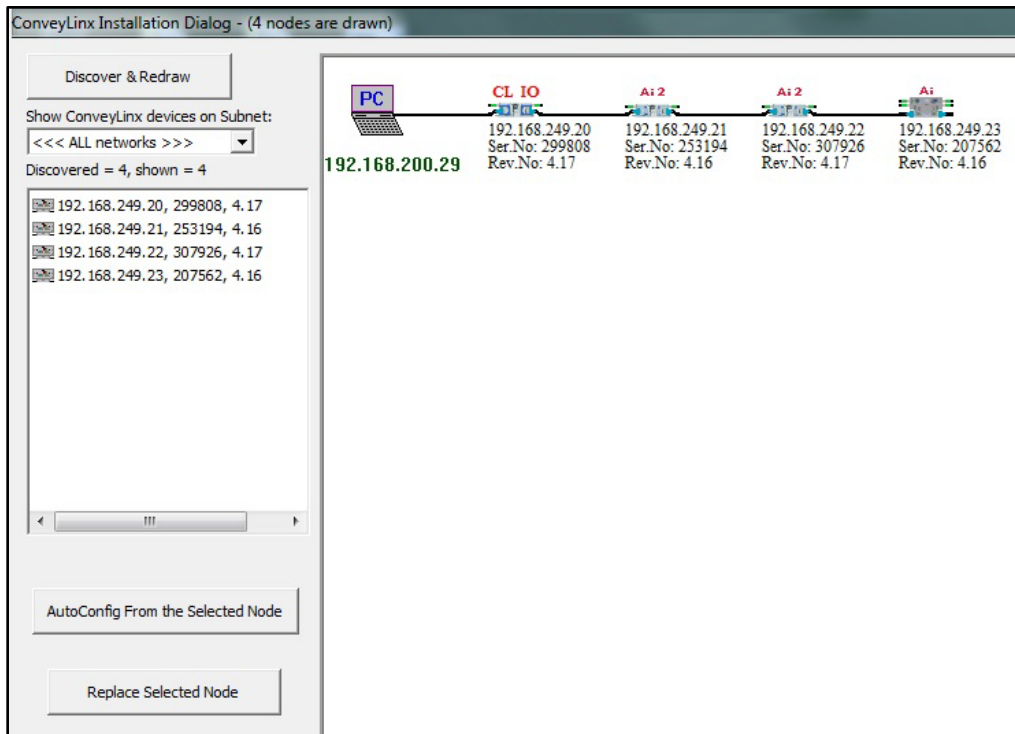 ConveyLinx Installation Dialog - (4 nodes are drawn)
Discover & Redraw
Show ConveyLinx devices on Subnet:
<<< ALL networks >>>
Discovered = 4, shown = 4
192.168.249.20, 299808, 4.17
192.168.249.21, 253194, 4.16
192.168.249.22, 307926, 4.17
192.168.249.23, 207562, 4.16
AutoConfig From the Selected Node
Replace Selected Node
PC
192.168.200.29
CL IO
192.168.249.20
Ser.No: 299808
Rev.No: 4.17
Ai2
192.168.249.21
Ser.No: 253194
Rev.No: 4.16
Ai2
192.168.249.22
Ser.No: 307926
Rev.No: 4.17
Ai
192.168.249.23
Ser.No: 207562
Rev.No: 4.16